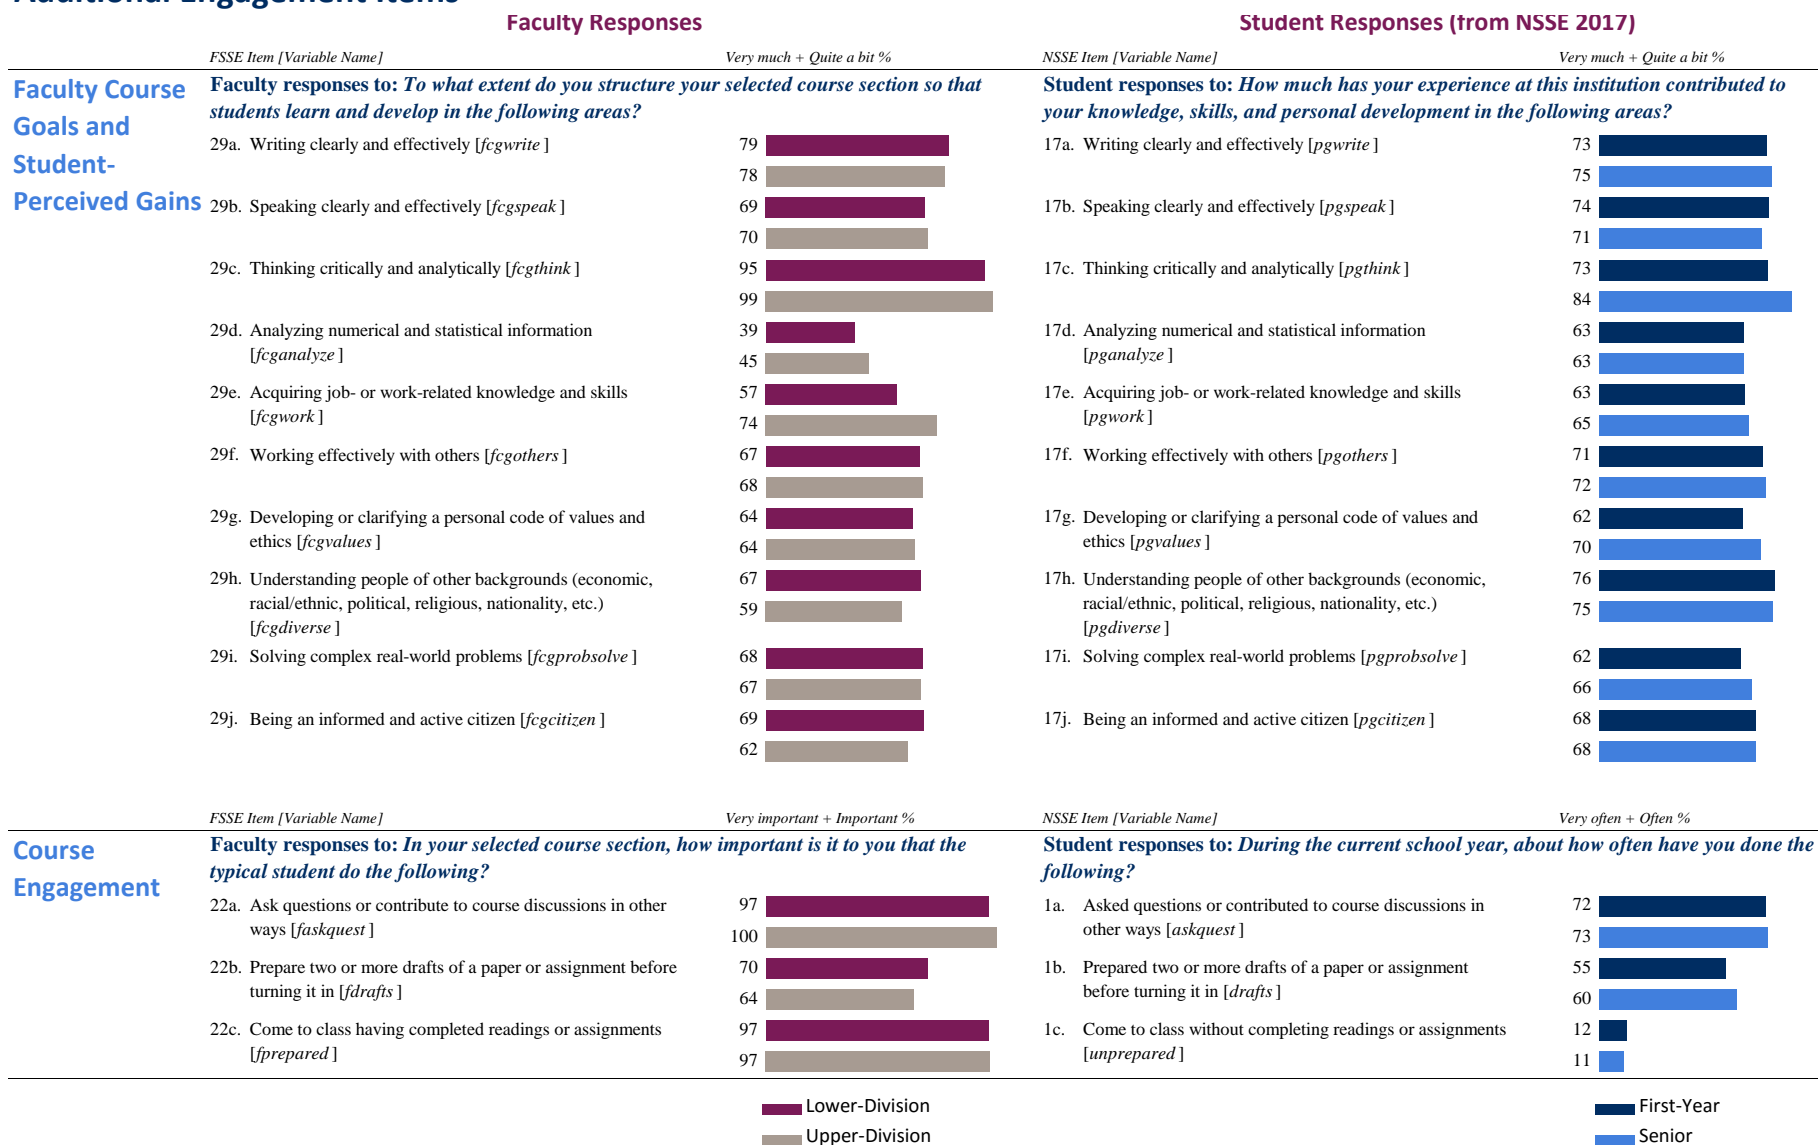 Additional Engagement Items
Faculty Responses
Student Responses (from NSSE 2017)
FSSE Item [Variable Name]
Very much + Quite a bit %
NSSE Item [Variable Name]
Very much + Quite a bit %
Faculty Course
Goals and
Student-
Perceived Gains
Faculty responses to: To what extent do you structure your selected course section so that
students learn and develop in the following areas?
Student responses to: How much has your experience at this institution contributed to
your knowledge, skills, and personal development in the following areas?
29a. Writing clearly and effectively [fcgwrite ]
79
78
17a. Writing clearly and effectively [pgwrite ]
73
75
29b. Speaking clearly and effectively [fcgspeak ]
69
70
17b. Speaking clearly and effectively [pgspeak ]
74
71
29c. Thinking critically and analytically [fcgthink ]
95
99
17c. Thinking critically and analytically [pgthink ]
73
84
29d. Analyzing numerical and statistical information
[fcganalyze ]
39
45
17d. Analyzing numerical and statistical information
[pganalyze ]
63
63
29e. Acquiring job- or work-related knowledge and skills
[fcgwork ]
57
74
17e. Acquiring job- or work-related knowledge and skills
[pgwork ]
63
65
29f. Working effectively with others [fcgothers ]
67
68
17f. Working effectively with others [pgothers ]
71
72
29g. Developing or clarifying a personal code of values and
ethics [fcgvalues ]
64
64
17g. Developing or clarifying a personal code of values and
ethics [pgvalues ]
62
70
29h. Understanding people of other backgrounds (economic,
racial/ethnic, political, religious, nationality, etc.)
[fcgdiverse ]
67
59
17h. Understanding people of other backgrounds (economic,
racial/ethnic, political, religious, nationality, etc.)
[pgdiverse ]
76
75
29i. Solving complex real-world problems [fcgprobsolve ]
68
67
17i. Solving complex real-world problems [pgprobsolve ]
62
66
29j. Being an informed and active citizen [fcgcitizen ]
69
62
17j. Being an informed and active citizen [pgcitizen ]
68
68
FSSE Item [Variable Name]
Very important + Important %
NSSE Item [Variable Name]
Very often + Often %
Course
Engagement
Faculty responses to: In your selected course section, how important is it to you that the
typical student do the following?
Student responses to: During the current school year, about how often have you done the
following?
22a. Ask questions or contribute to course discussions in other
ways [faskquest ]
97
100
1a. Asked questions or contributed to course discussions in
other ways [askquest ]
72
73
22b. Prepare two or more drafts of a paper or assignment before
turning it in [fdrafts ]
70
64
1b. Prepared two or more drafts of a paper or assignment
before turning it in [drafts ]
55
60
22c. Come to class having completed readings or assignments
[fprepared ]
97
97
1c. Come to class without completing readings or assignments
[unprepared ]
12
11
Lower-Division
Upper-Division
First-Year
Senior